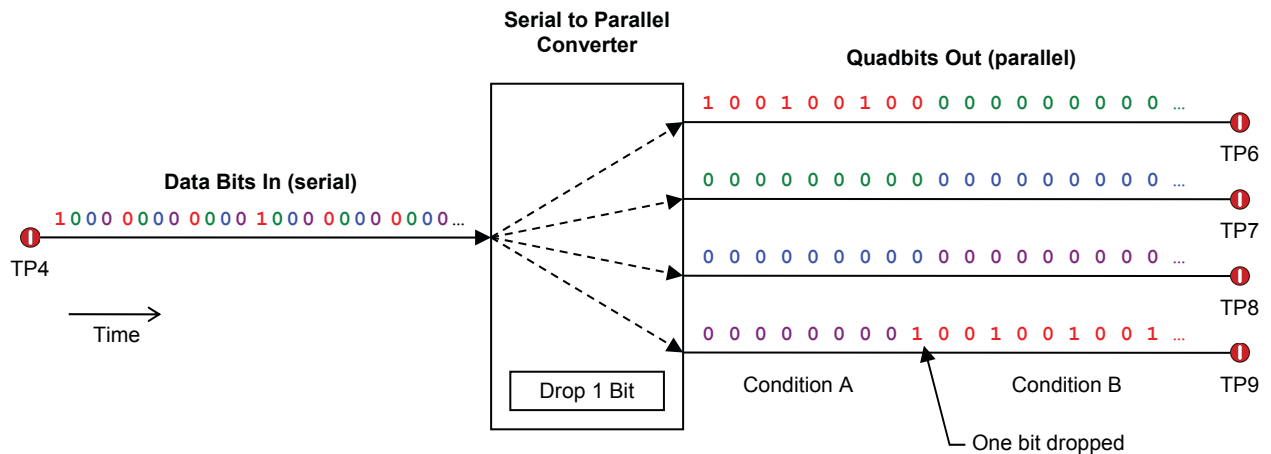 Serial to Parallel
Converter
Quadbits Out (parallel)
1 0 0 1 0 0 1 0 0 0 0 0 0 0 0 0 0 0 ...
TP6
Data Bits In (serial)
0 0 0 0 0 0 0 0 0 0 0 0 0 0 0 0 0 0 ...
TP7
1000 0000 0000 1000 0000 0000...
TP4
0 0 0 0 0 0 0 0 0 0 0 0 0 0 0 0 0 0 ...
TP8
Time
0 0 0 0 0 0 0 0 1 0 0 1 0 0 1 0 0 1 ...
TP9
Drop 1 Bit
Condition A
Condition B
One bit dropped